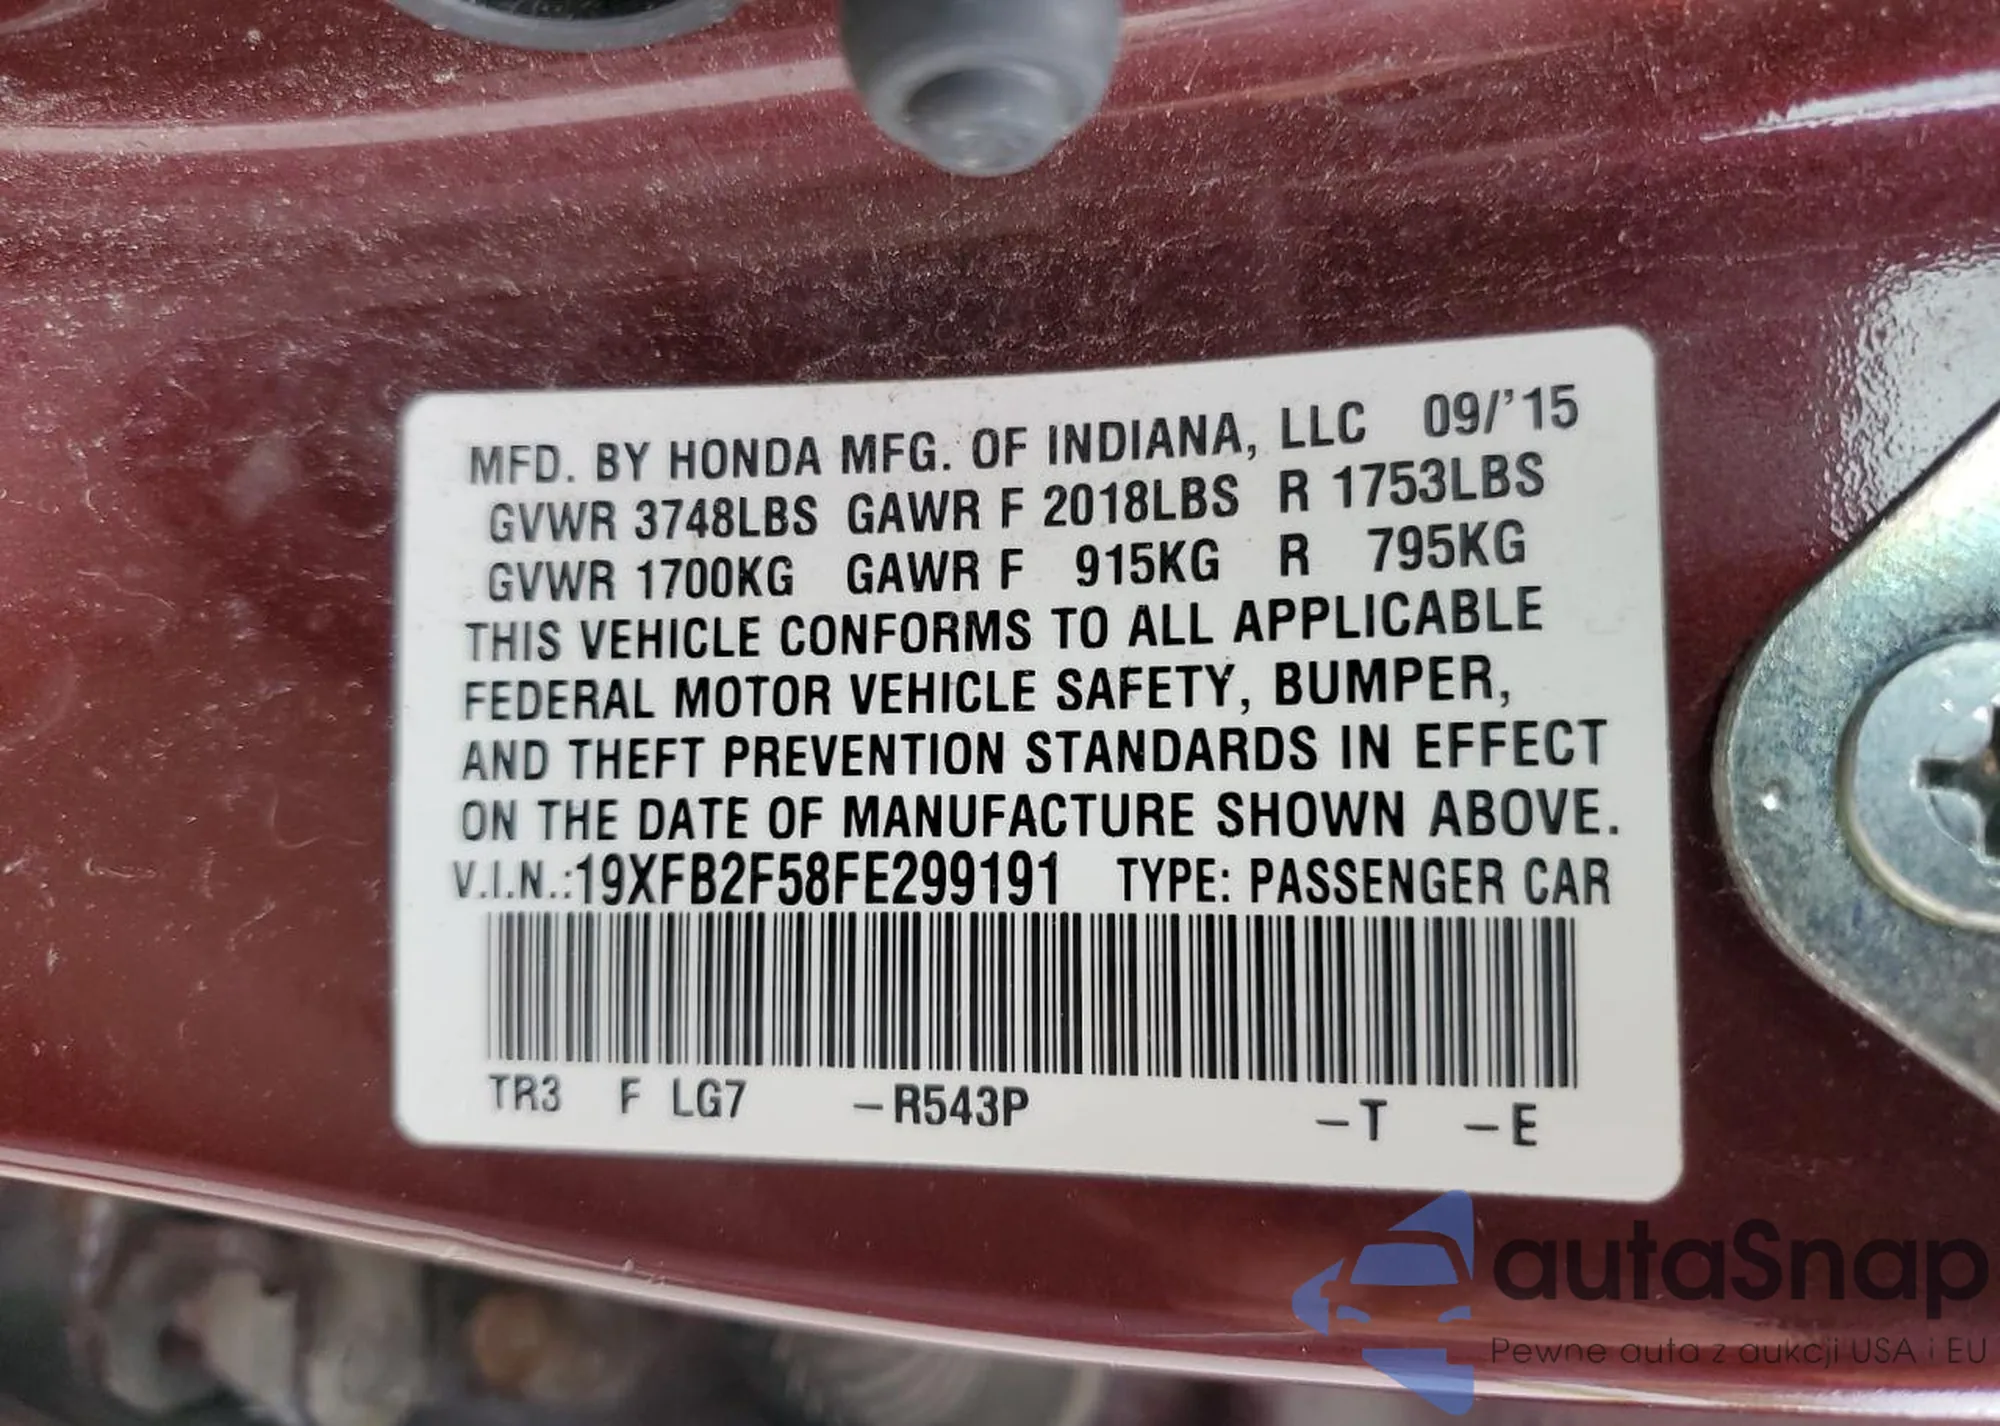 MFD. BY HONDA MFG. OF INDIANA, LLC 09/'15
GVWR 3748LBS GAWR F 2018LBS R 1753LBS
GVWR 1700KG GAWR F 915KG R 795KG
THIS VEHICLE CONFORMS TO ALL APPLICABLE
FEDERAL MOTOR VEHICLE SAFETY, BUMPER,
AND THEFT PREVENTION STANDARDS IN EFFECT
ON THE DATE OF MANUFACTURE SHOWN ABOVE.
V.I.N.:19XFB2F58FE299191 TYPE: PASSENGER CAR
TR3 F LG7 –R543P –T –E
autaSnap
Pewne auta z aukcji USA i EU